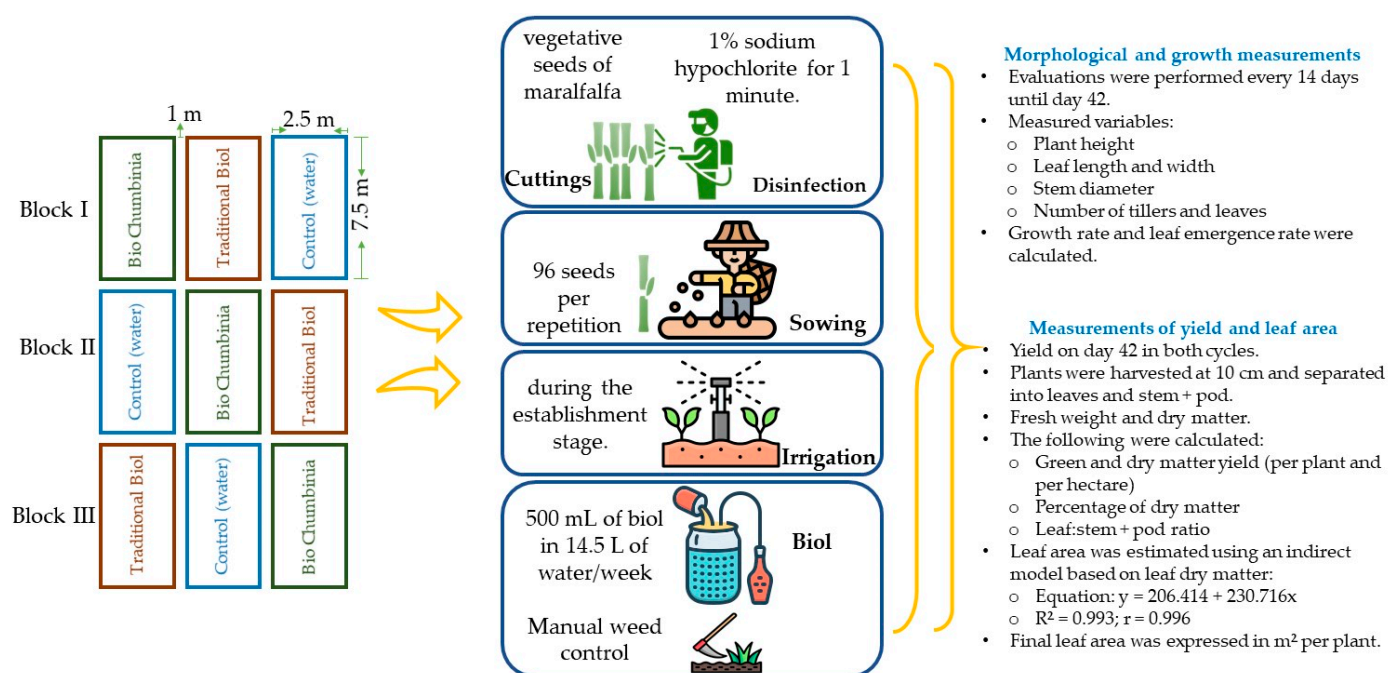 1 m
2.5 m
7.5 m
Block I
Bio Chumbinia
Traditional Biol
Control (water)
Block II
Control (water)
Bio Chumbinia
Traditional Biol
Block III
Traditional Biol
Control (water)
Bio Chumbinia
vegetative
seeds of
maralfalfa
1% sodium
hypochlorite for 1
minute.
Cuttings
Disinfection
96 seeds
per
repetition
Sowing
during the
establishment
stage.
Irrigation
500 mL of biol
in 14.5 L of
water/week
Biol
Manual weed
control
Morphological and growth measurements
• Evaluations were performed every 14 days
until day 42.
• Measured variables:
o Plant height
o Leaf length and width
o Stem diameter
o Number of tillers and leaves
• Growth rate and leaf emergence rate were
calculated.
Measurements of yield and leaf area
• Yield on day 42 in both cycles.
• Plants were harvested at 10 cm and separated
into leaves and stem + pod.
• Fresh weight and dry matter.
• The following were calculated:
o Green and dry matter yield (per plant and
per hectare)
o Percentage of dry matter
o Leaf:stem + pod ratio
• Leaf area was estimated using an indirect
model based on leaf dry matter:
o Equation: y = 206.414 + 230.716x
o R² = 0.993; r = 0.996
• Final leaf area was expressed in m² per plant.